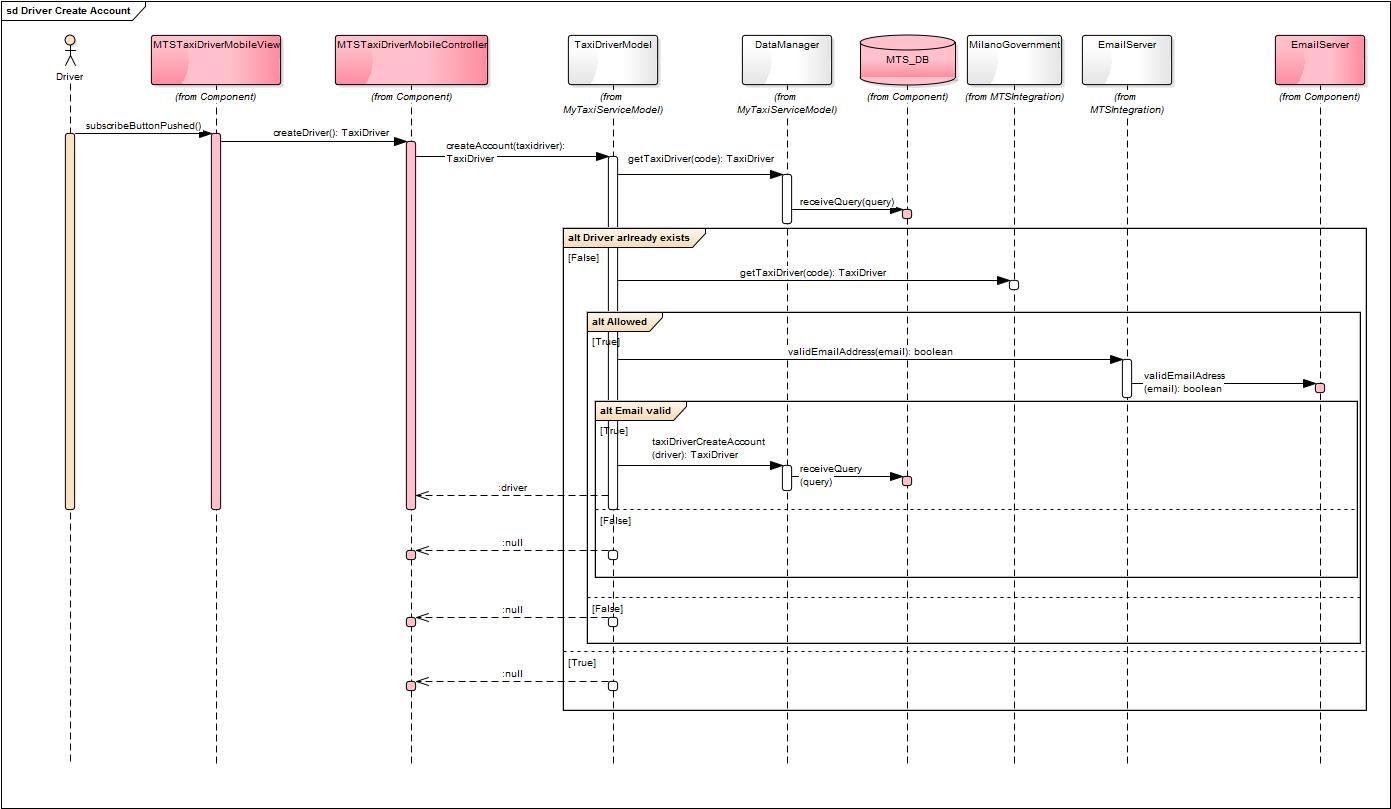 sd Driver Create Account
Driver
MTSTaxiDriverMobileView
(from Component)
MTSTaxiDriverMobileController
(from Component)
TaxiDriverModel
(from
MyTaxiServiceModel)
DataManager
(from
MyTaxiServiceModel)
MTS_DB
(from Component)
MilanoGovernment
(from MTSIntegration)
EmailServer
(from
MTSIntegration)
EmailServer
(from Component)
subscribeButtonPushed()
createDriver(): TaxiDriver
createAccount(taxidriver):
TaxiDriver
getTaxiDriver(code): TaxiDriver
receiveQuery(query)
alt Driver arlready exists
[False]
getTaxiDriver(code): TaxiDriver
alt Allowed
[True]
validEmailAddress(email): boolean
validEmailAdress
(email): boolean
alt Email valid
[True]
taxiDriverCreateAccount
(driver): TaxiDriver
receiveQuery
(query)
:driver
[False]
:null
[False]
:null
[True]
:null